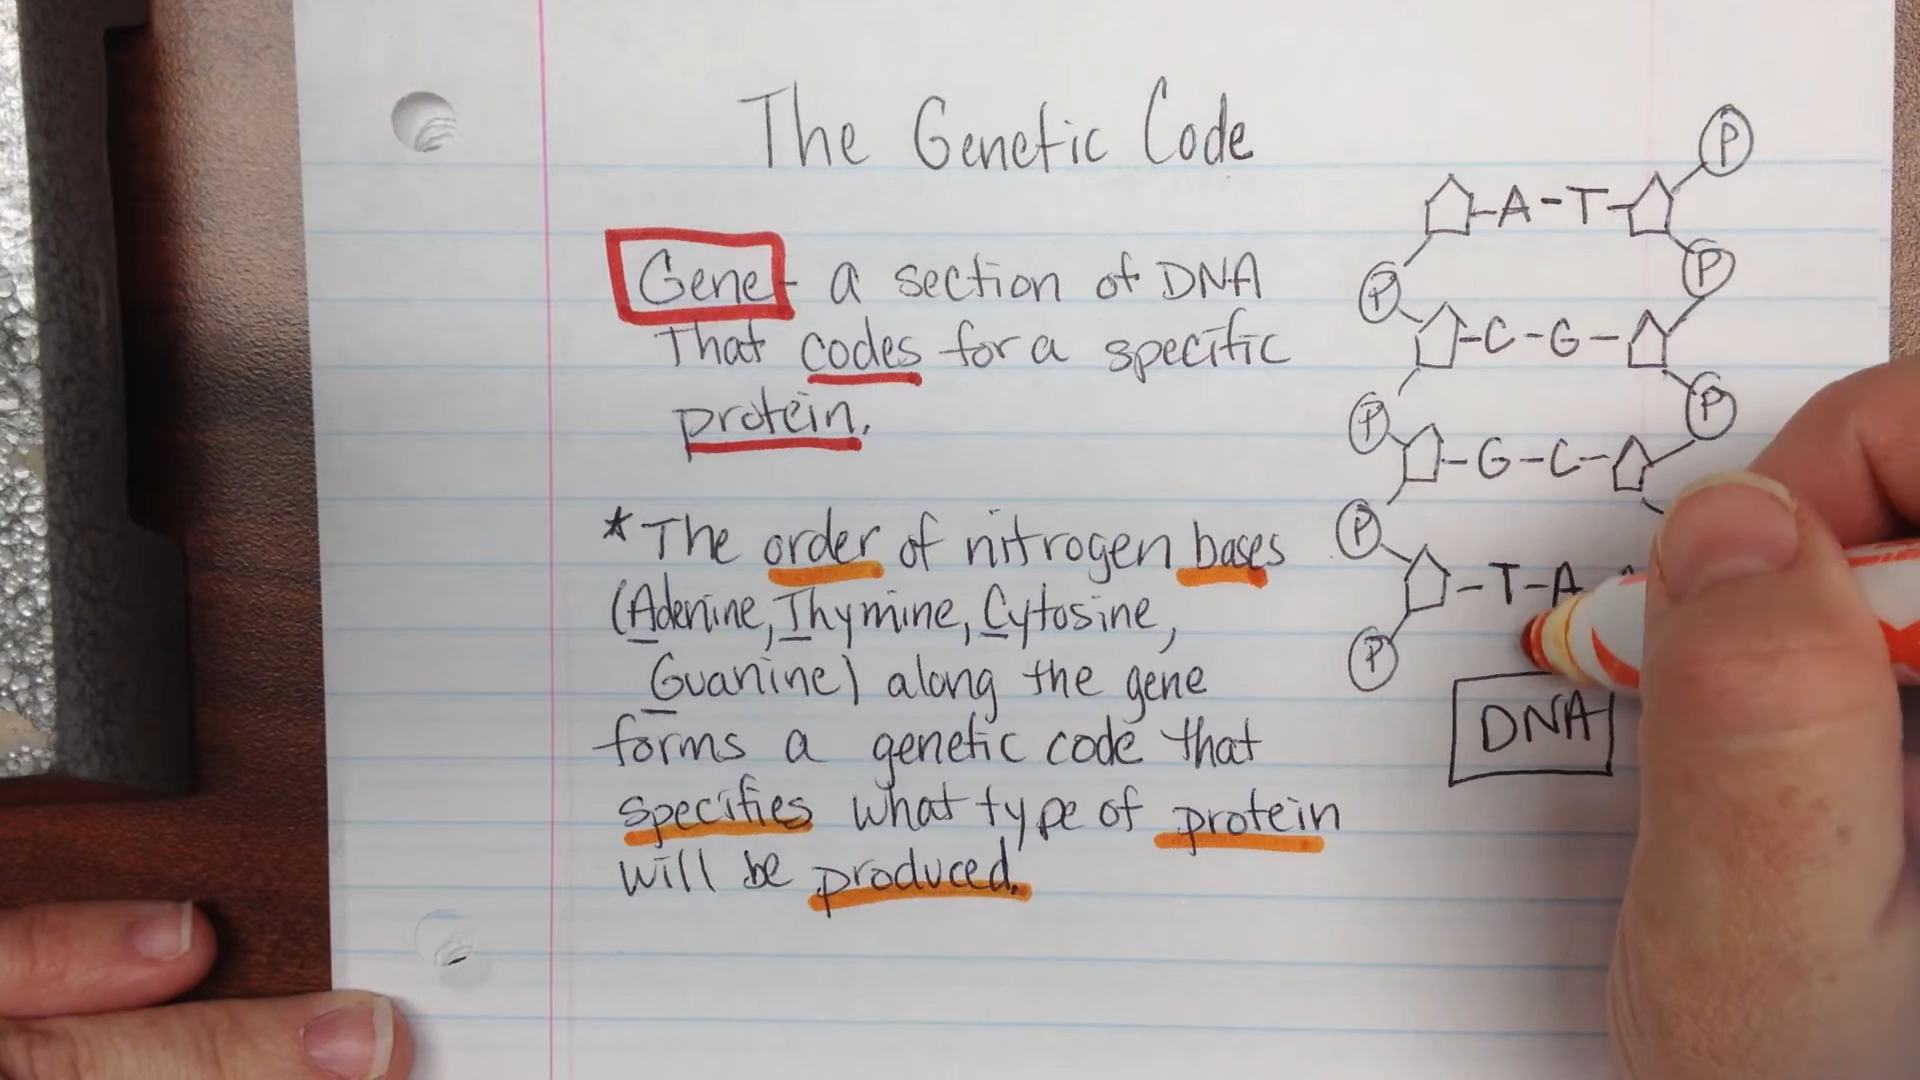 The Genetic Code
Gene - a section of DNA
that codes for a specific
protein.
* The order of nitrogen bases
(Adenine, Thymine, Cytosine,
Guanine) along the gene
forms a genetic code that
specifies what type of protein
will be produced.
P
A - T
P
P
C - G
P
P
G - C
P
T - A
P
DNA